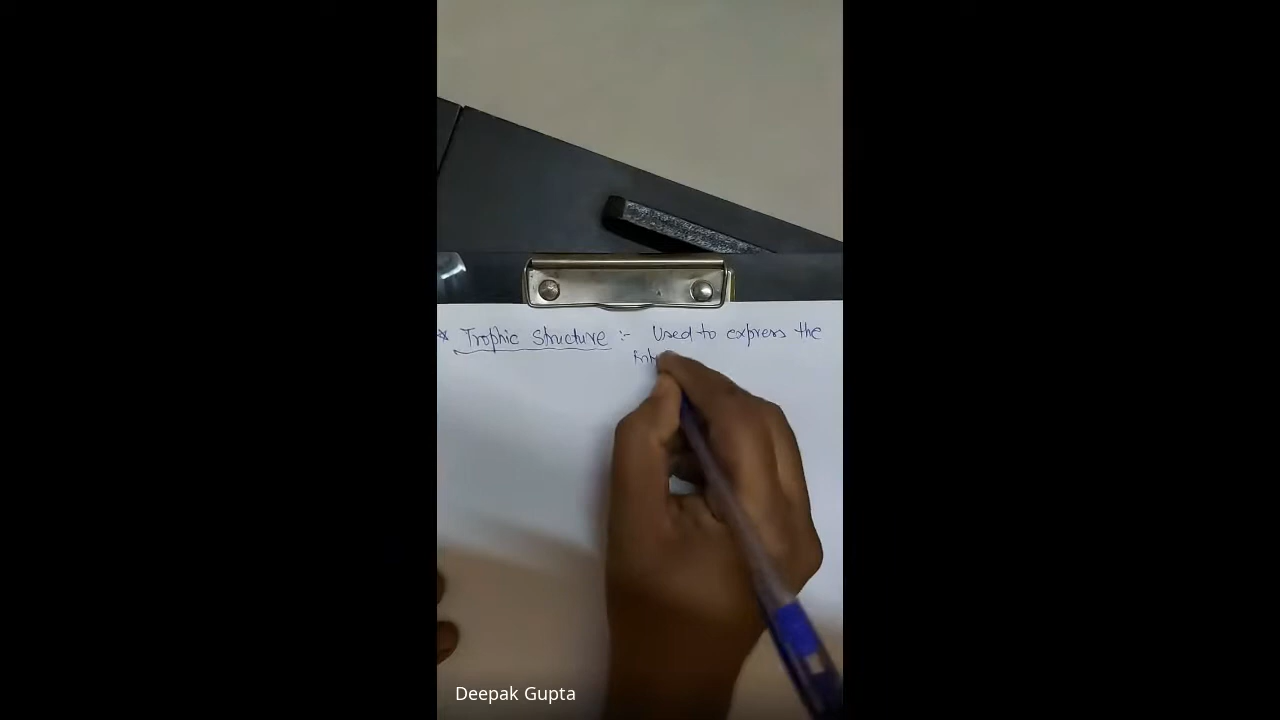 * Trophic Structure :- Used to express the
Deepak Gupta